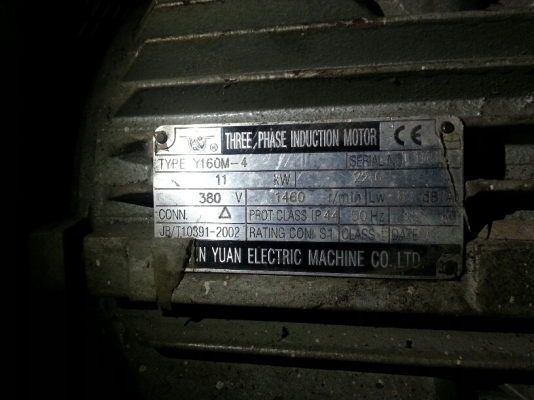 THREE PHASE INDUCTION MOTOR CE
TYPE Y160M-4 SERIAL
11 kW
380 V 1460 r/min Lw dB
CONN. △ PROT.CLASS IP44 50 Hz
JB/T10391-2002 RATING CON. S1 CLASS DATE
N YUAN ELECTRIC MACHINE CO.,LTD